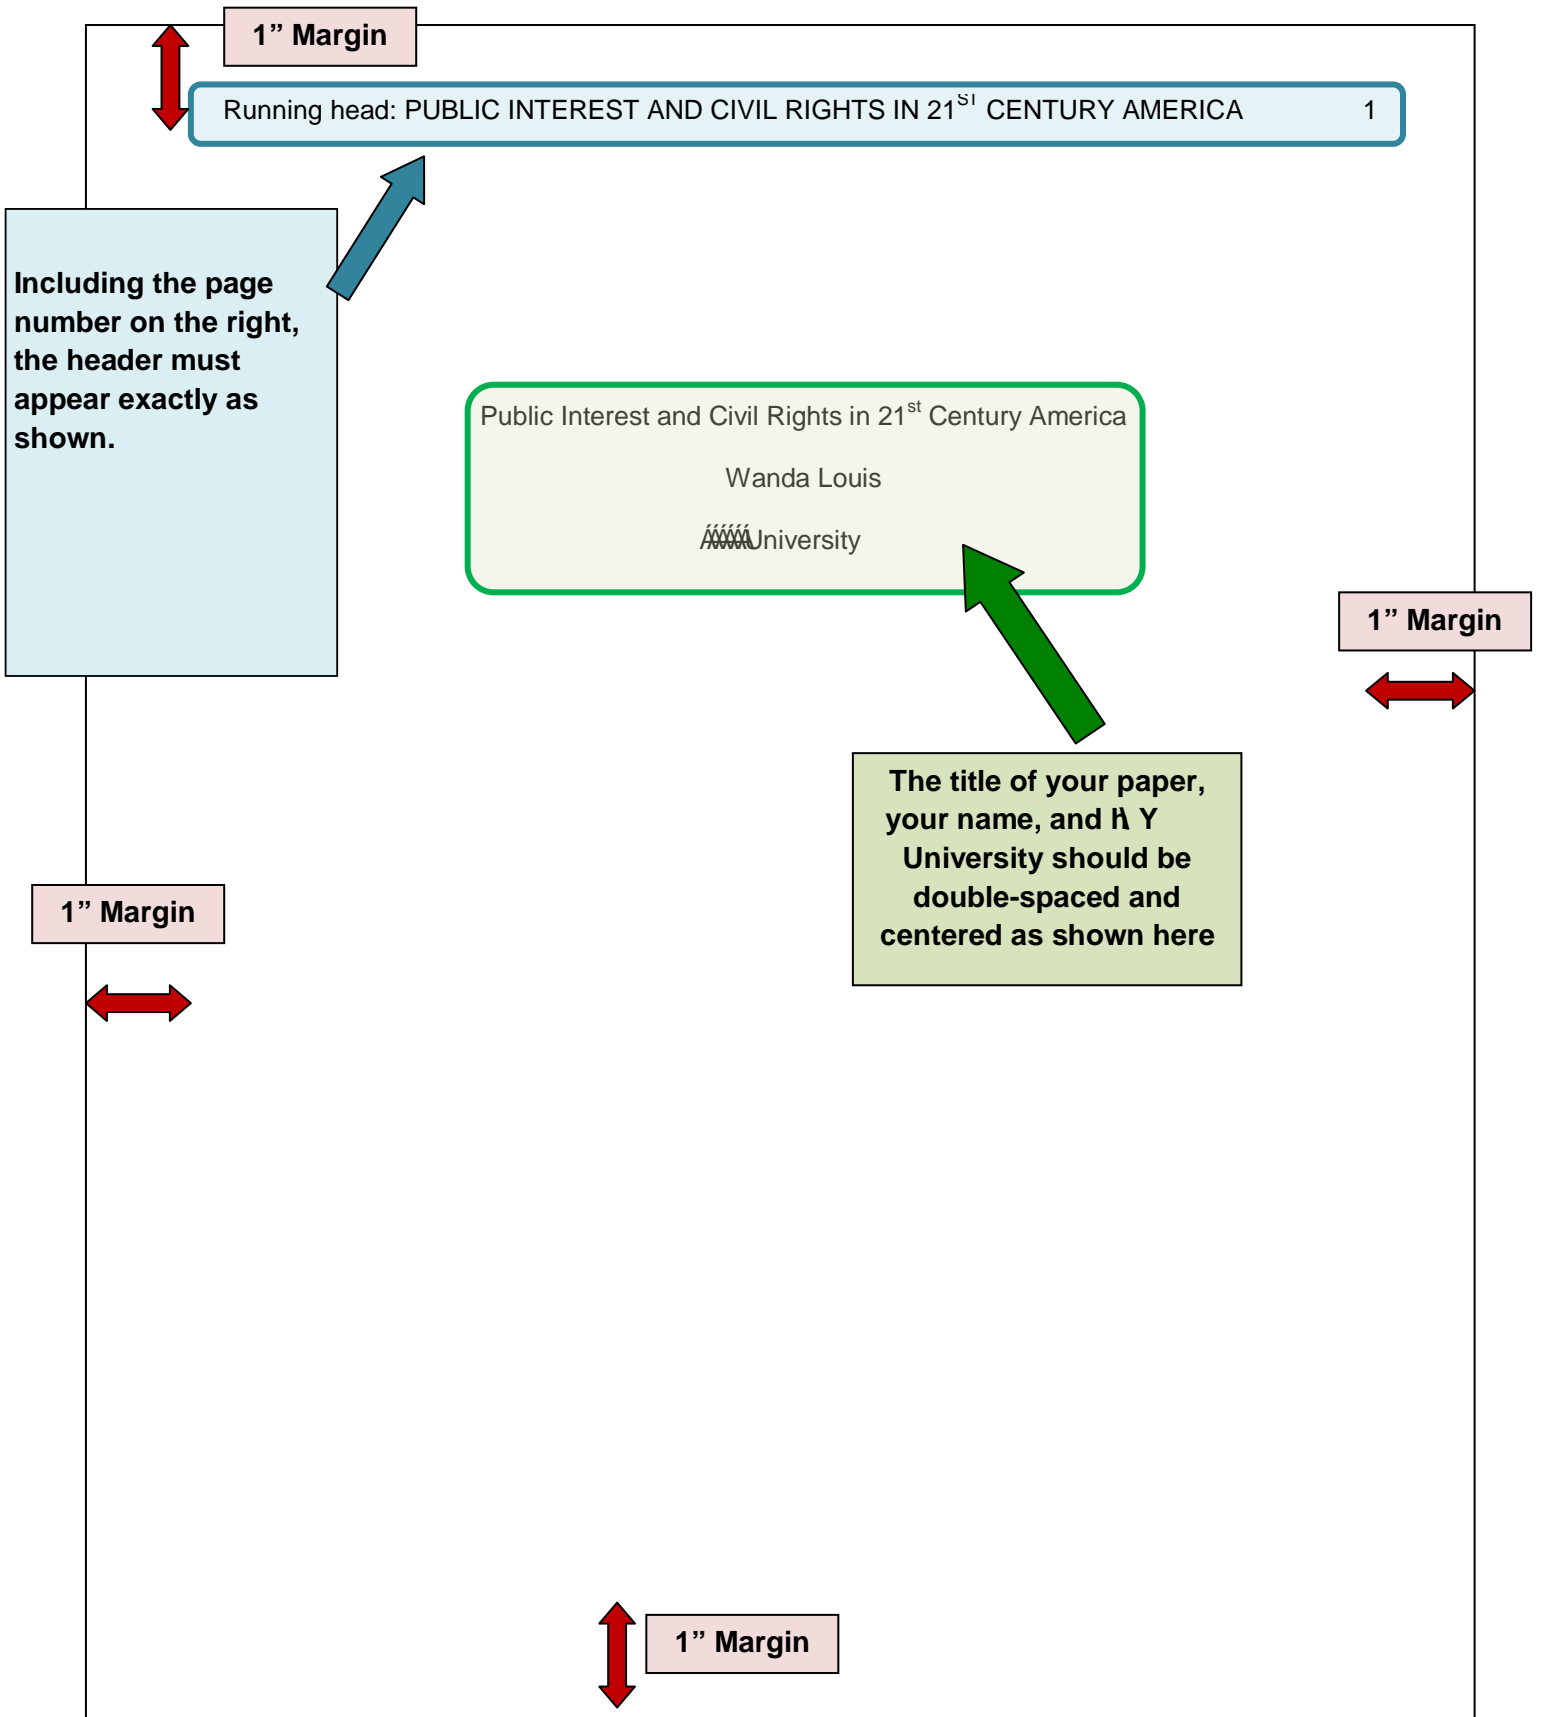 1” Margin
Running head: PUBLIC INTEREST AND CIVIL RIGHTS IN 21ST CENTURY AMERICA 1
Including the page
number on the right,
the header must
appear exactly as
shown.
Public Interest and Civil Rights in 21st Century America
Wanda Louis
University
1” Margin
The title of your paper,
your name, and
University should be
double-spaced and
centered as shown here
1” Margin
1” Margin